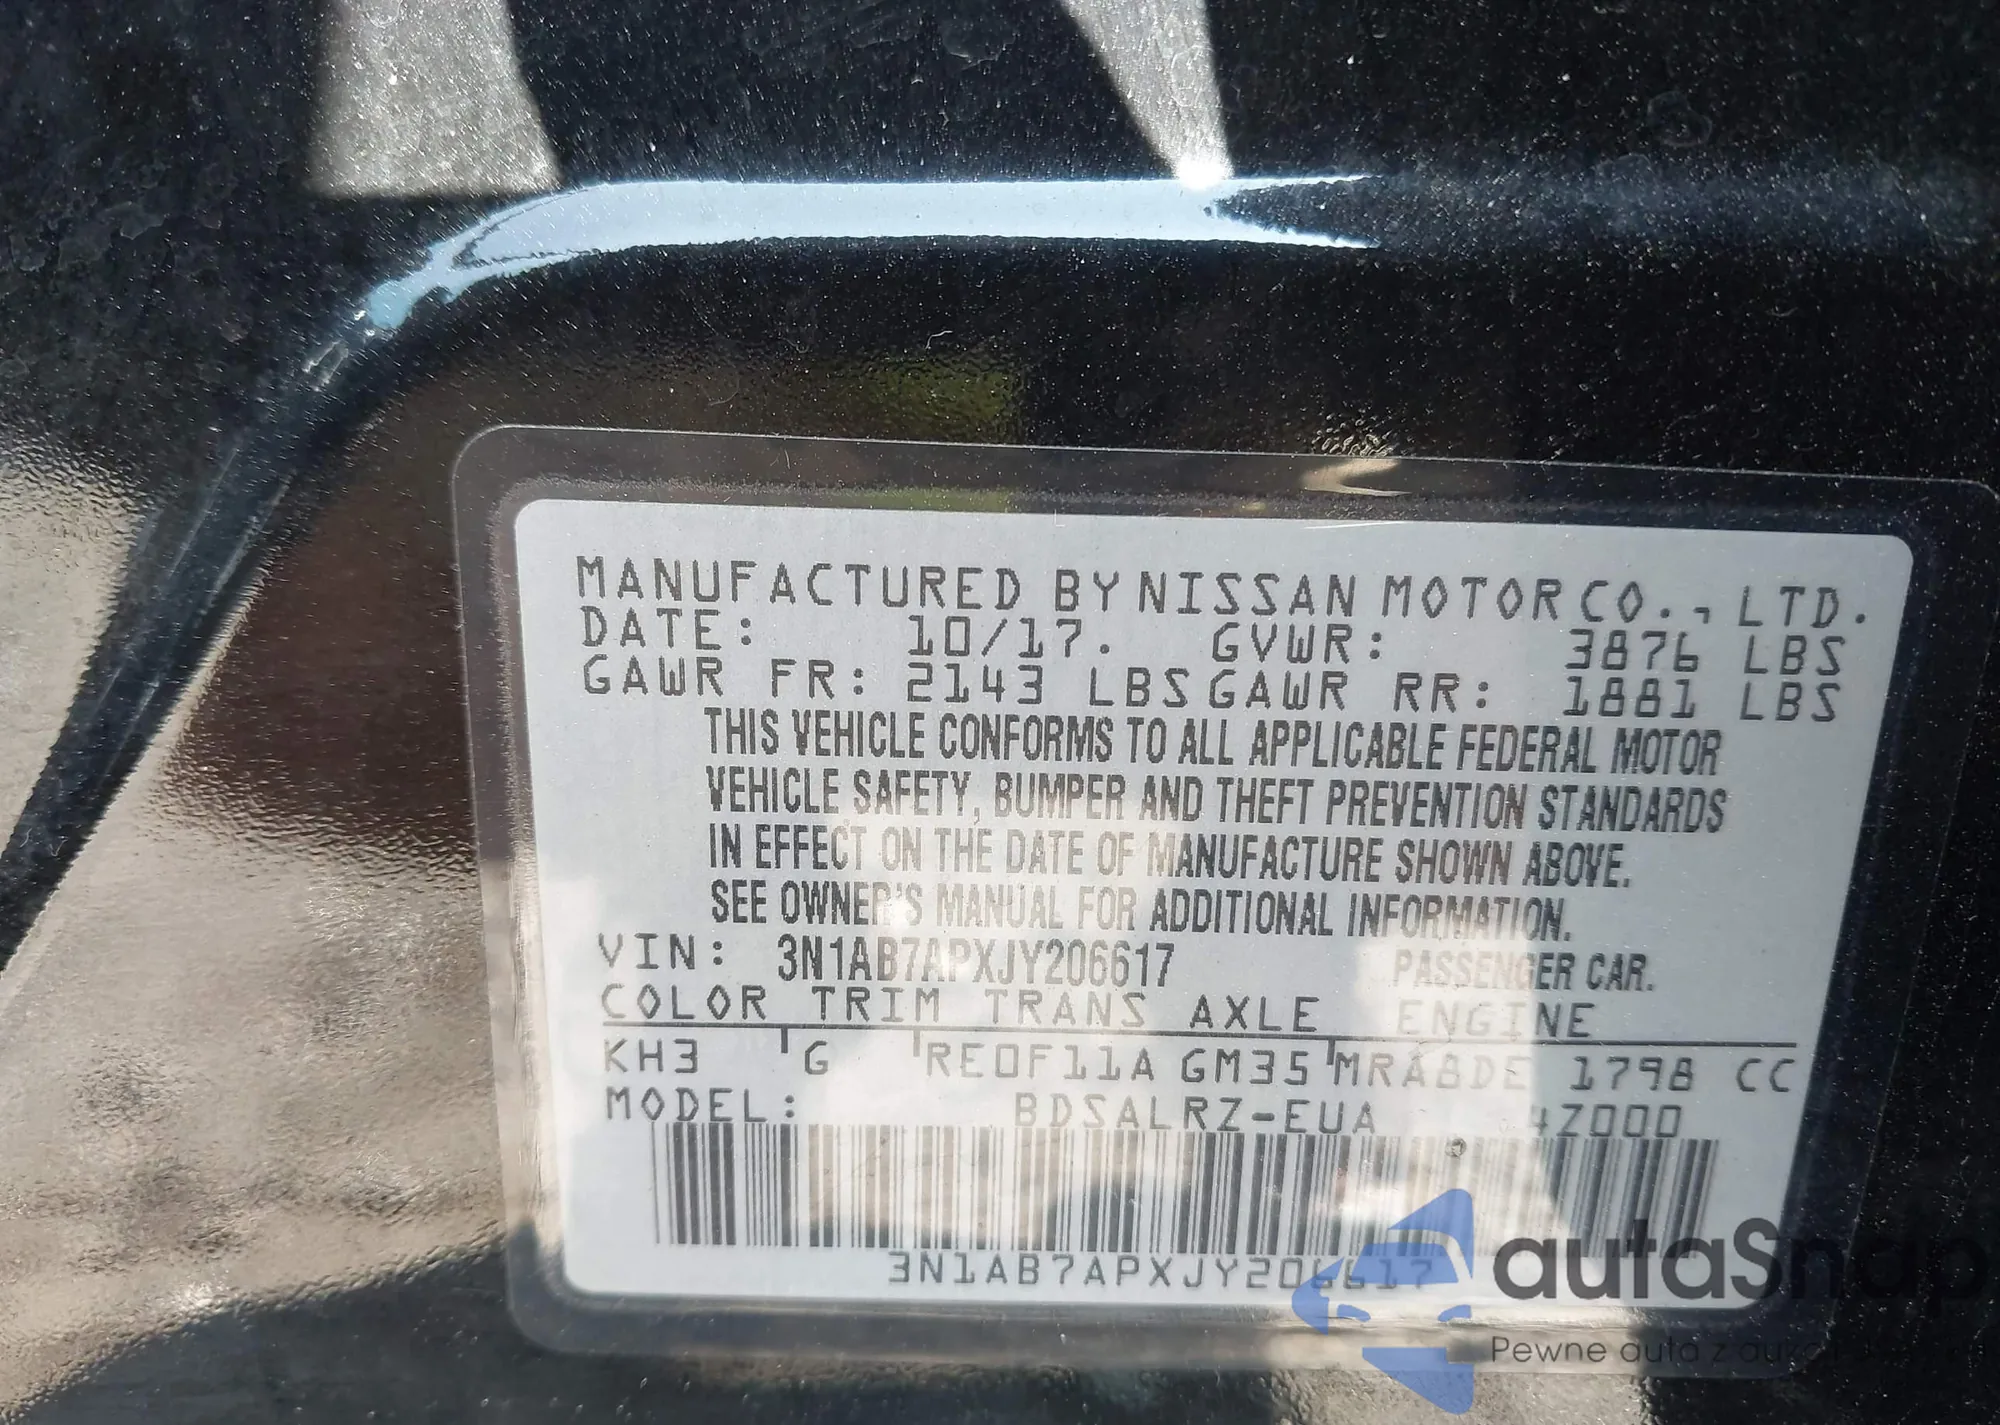 MANUFACTURED BY NISSAN MOTOR CO., LTD.
DATE: 10/17. GVWR: 3876 LBS
GAWR FR: 2143 LBS GAWR RR: 1881 LBS
THIS VEHICLE CONFORMS TO ALL APPLICABLE FEDERAL MOTOR
VEHICLE SAFETY, BUMPER AND THEFT PREVENTION STANDARDS
IN EFFECT ON THE DATE OF MANUFACTURE SHOWN ABOVE.
SEE OWNER'S MANUAL FOR ADDITIONAL INFORMATION.
VIN: 3N1AB7APXJY206617 PASSENGER CAR.
COLOR TRIM TRANS AXLE ENGINE
KH3 G RE0F11A GM35 MRA8DE 1798 CC
MODEL: BDSALRZ-EUA 4Z000
3N1AB7APXJY206617
autaSnap
Pewne auta z